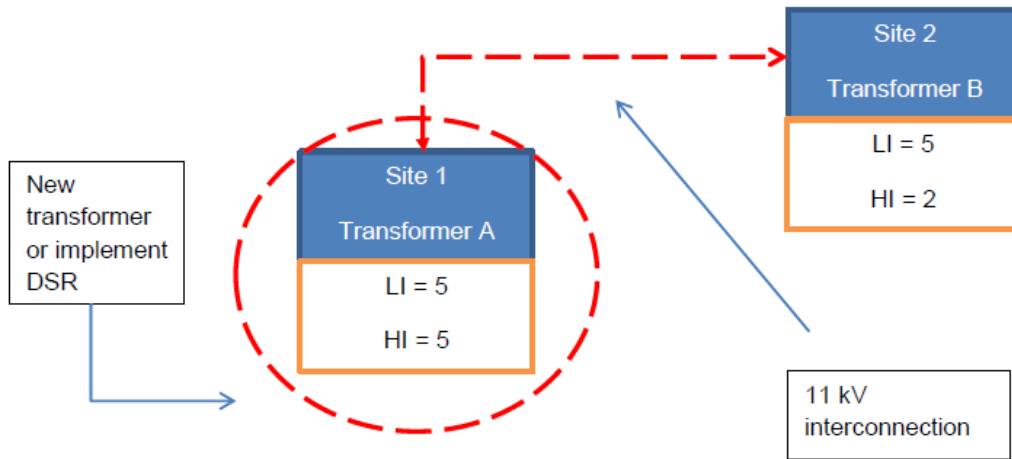 Site 2
Transformer B
LI = 5
HI = 2
New
transformer
or implement
DSR
Site 1
Transformer A
LI = 5
HI = 5
11 kV
interconnection